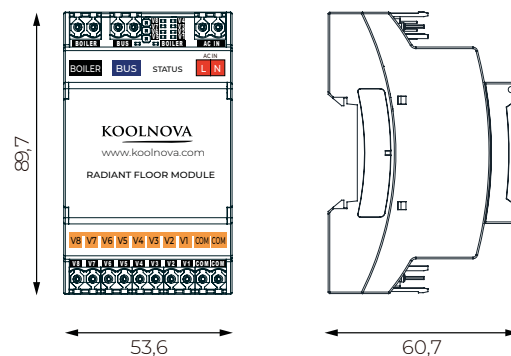 BOILER BUS BOILER AC IN
AC IN
BOILER BUS STATUS L N
KOOLNOVA
www.koolnova.com
RADIANT FLOOR MODULE
V8 V7 V6 V5 V4 V3 V2 V1 COM COM
V8 V7 V6 V5 V4 V3 V2 V1 COM COM
89,7
53,6
60,7